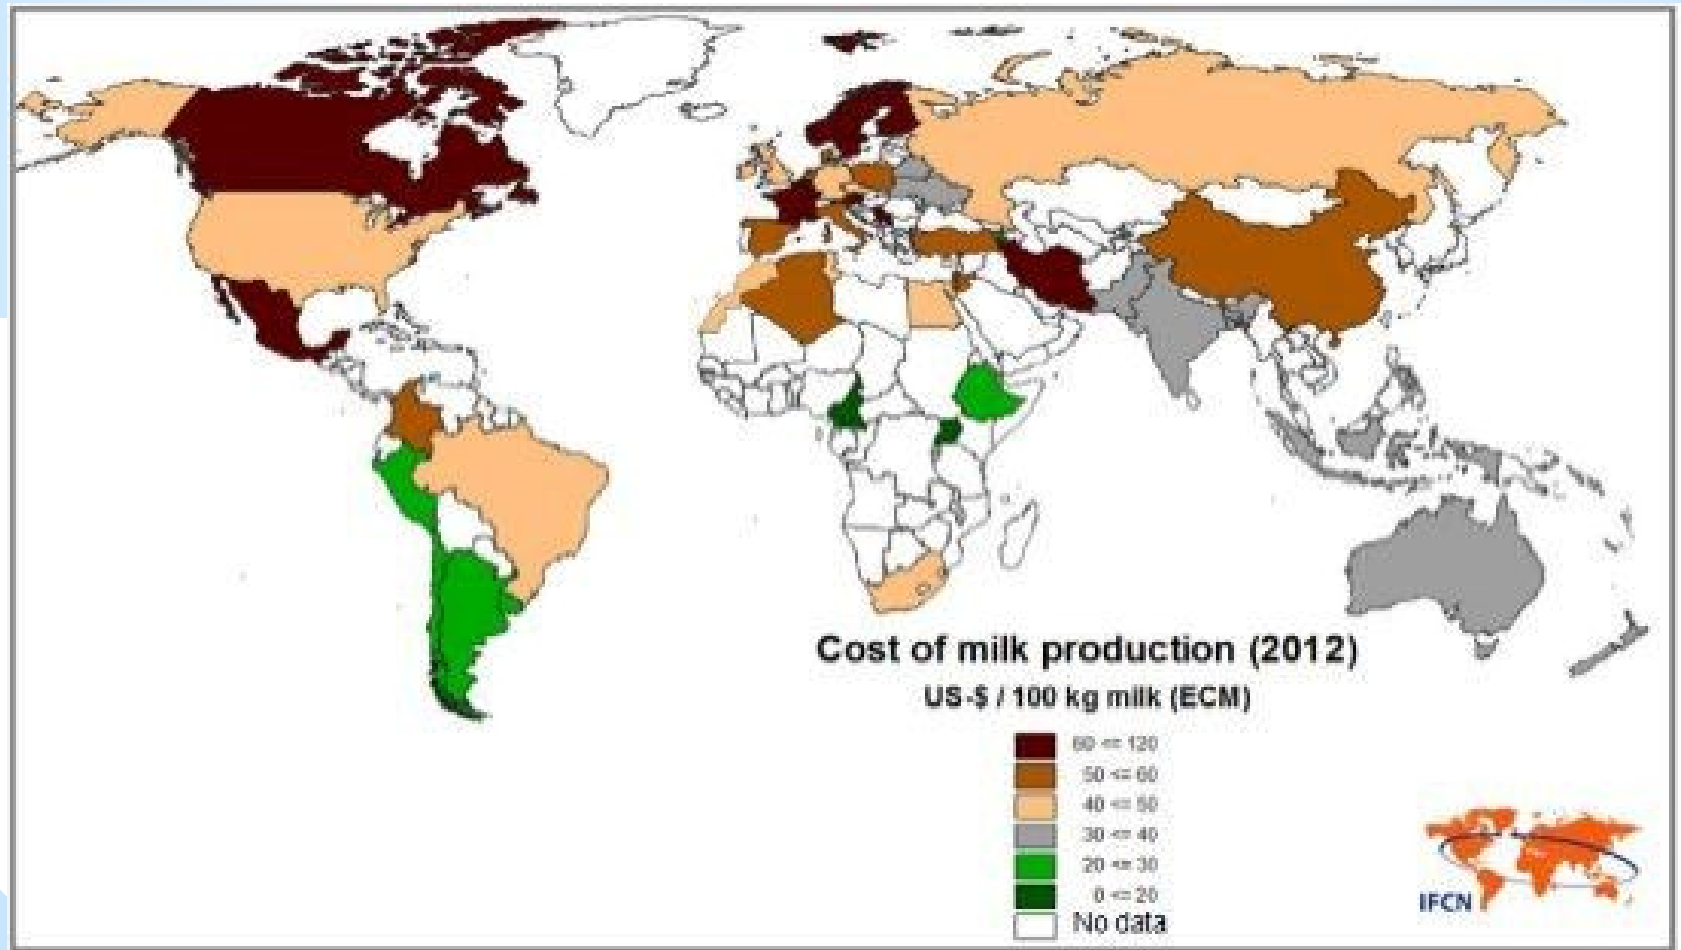 Cost of milk production (2012)
US-$ / 100 kg milk (ECM)
60 <= 120
50 <= 60
40 <= 50
30 <= 40
20 <= 30
0 <= 20
No data
IFCN